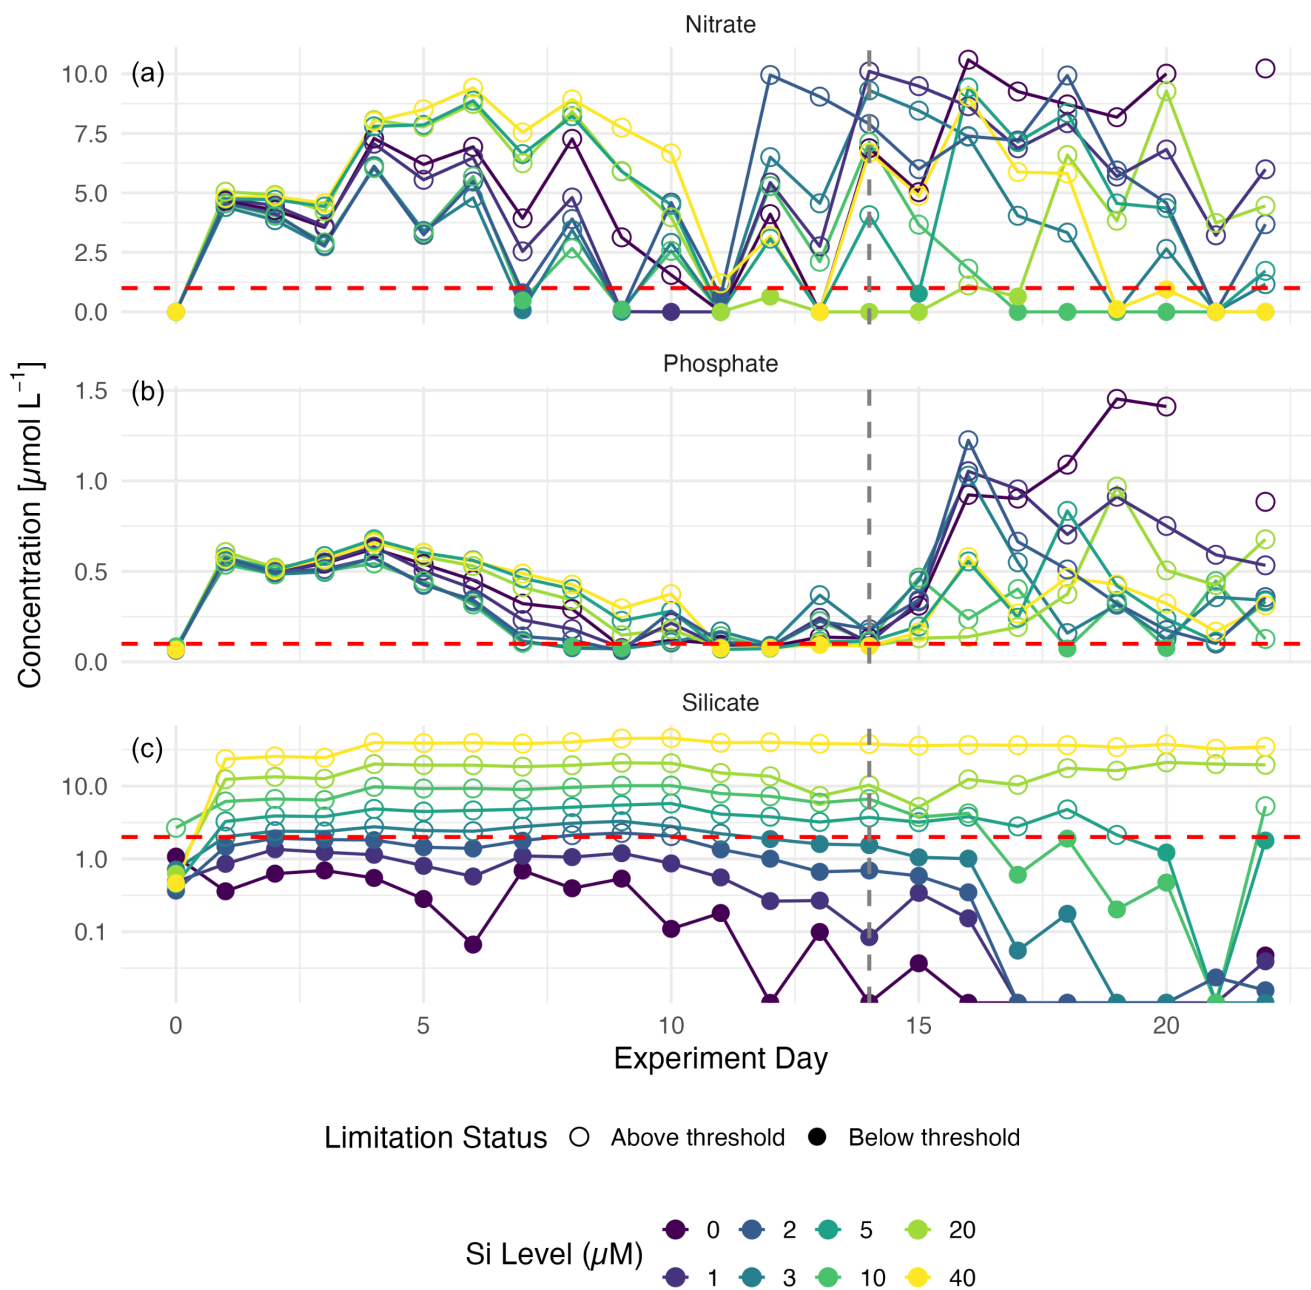 Nitrate
(a)
10.0
7.5
5.0
2.5
0.0
Phosphate
(b)
1.5
1.0
0.5
0.0
Concentration [µmol L⁻¹]
Silicate
(c)
10.0
1.0
0.1
0 5 10 15 20
Experiment Day
Limitation Status Above threshold Below threshold
Si Level (µM)
0 2 5 20
1 3 10 40